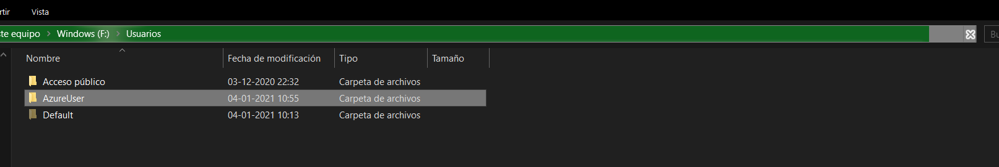 rtir Vista
ste equipo > Windows (F:) > Usuarios Bu
Nombre Fecha de modificación Tipo Tamaño
Acceso público 03-12-2020 22:32 Carpeta de archivos
AzureUser 04-01-2021 10:55 Carpeta de archivos
Default 04-01-2021 10:13 Carpeta de archivos